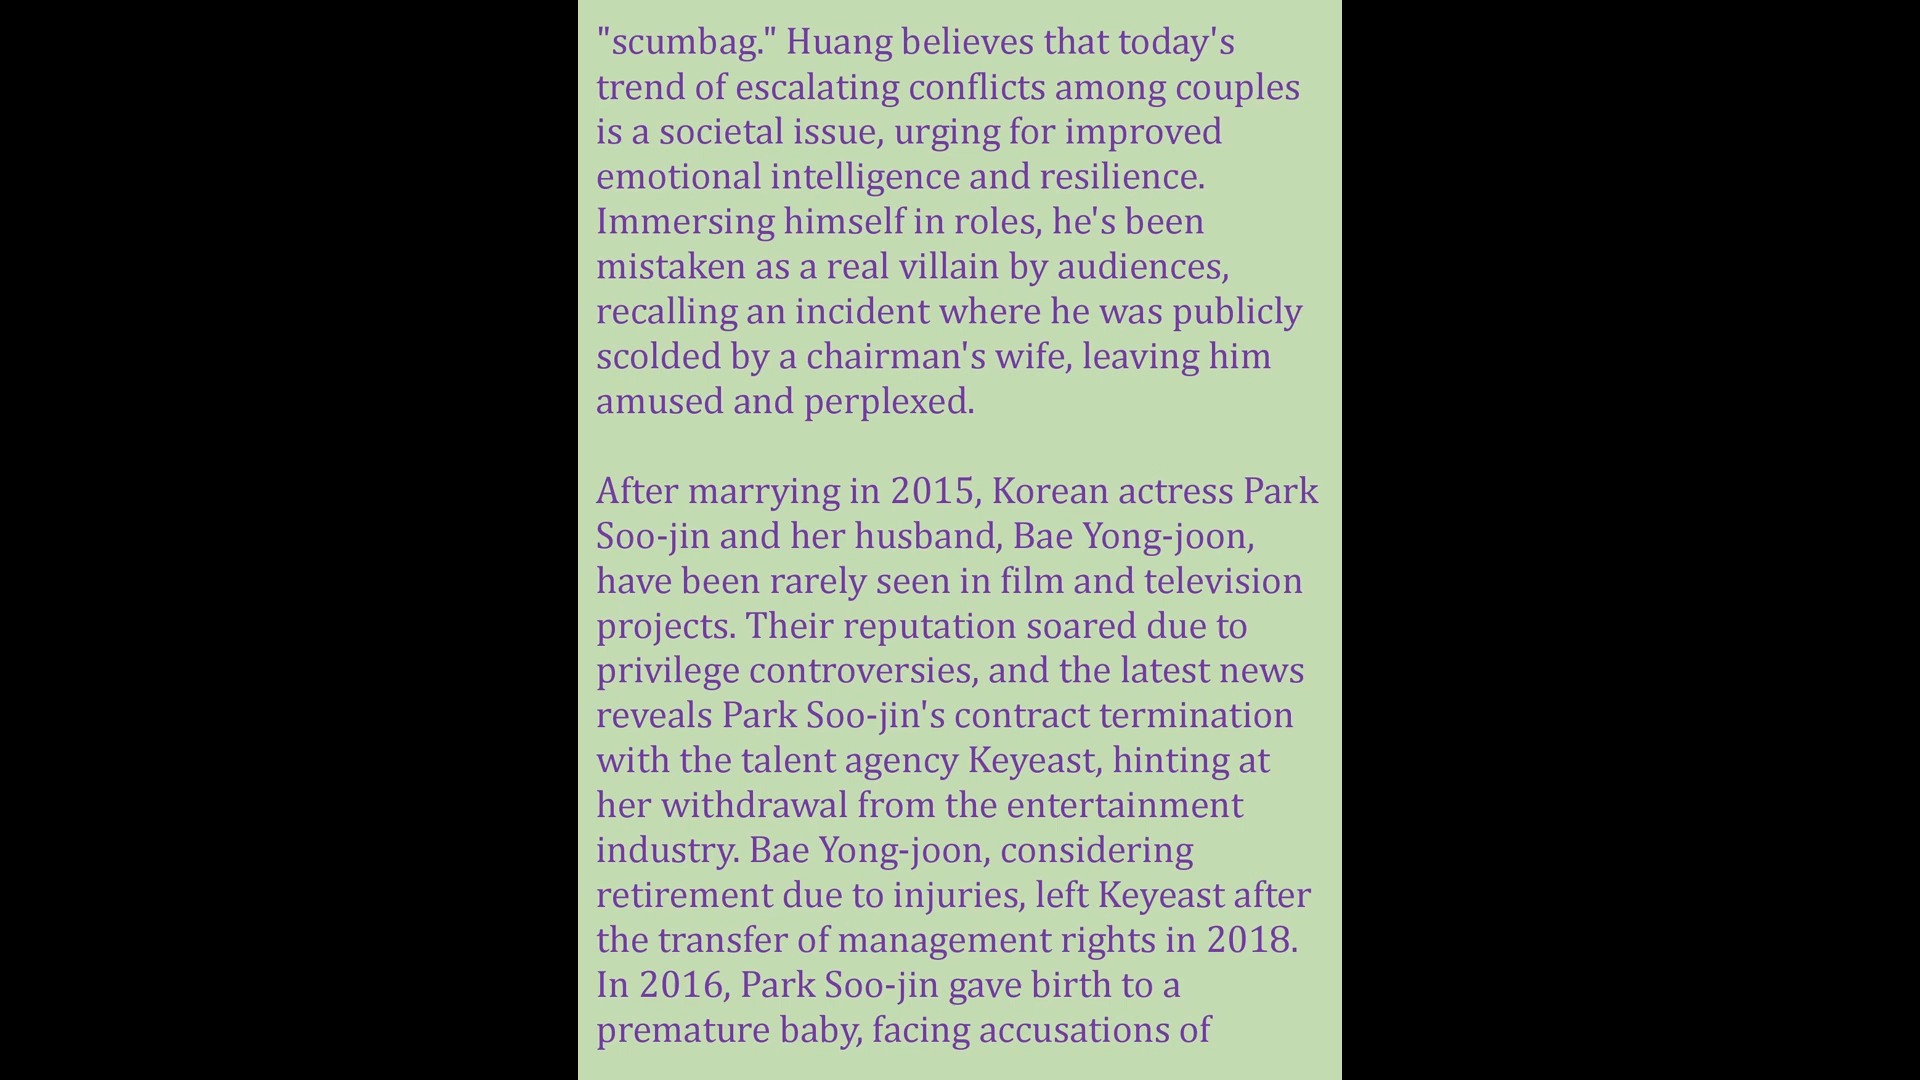 "scumbag." Huang believes that today's
trend of escalating conflicts among couples
is a societal issue, urging for improved
emotional intelligence and resilience.
Immersing himself in roles, he's been
mistaken as a real villain by audiences,
recalling an incident where he was publicly
scolded by a chairman's wife, leaving him
amused and perplexed.
After marrying in 2015, Korean actress Park
Soo-jin and her husband, Bae Yong-joon,
have been rarely seen in film and television
projects. Their reputation soared due to
privilege controversies, and the latest news
reveals Park Soo-jin's contract termination
with the talent agency Keyeast, hinting at
her withdrawal from the entertainment
industry. Bae Yong-joon, considering
retirement due to injuries, left Keyeast after
the transfer of management rights in 2018.
In 2016, Park Soo-jin gave birth to a
premature baby, facing accusations of